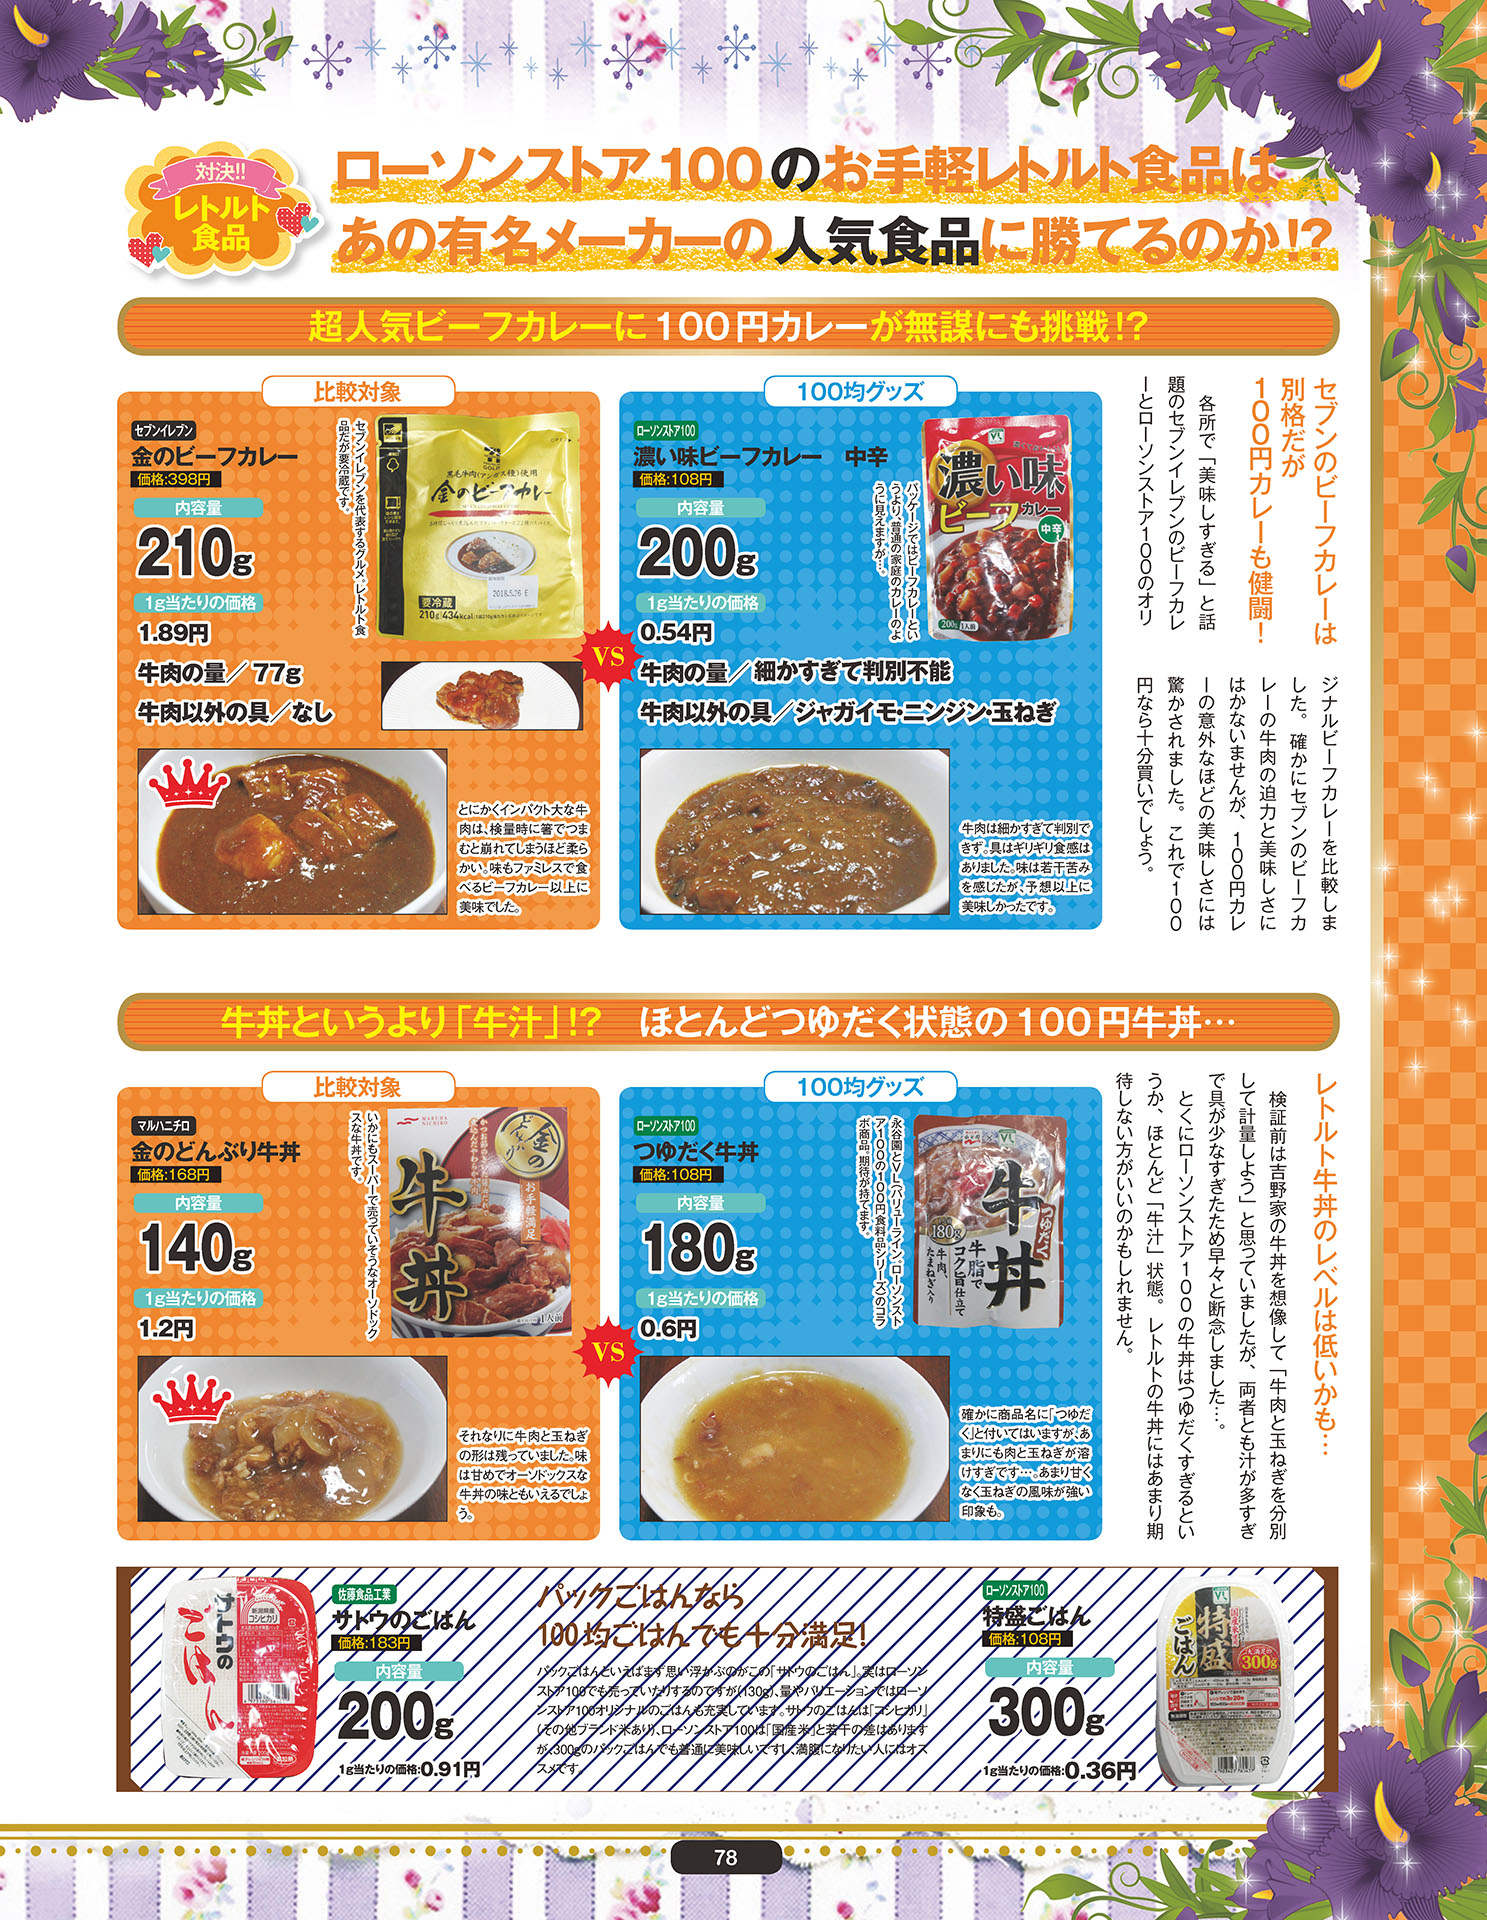 対決!!
レトルト
食品
ローソンストア100のお手軽レトルト食品は
あの有名メーカーの人気食品に勝てるのか!?
超人気ビーフカレーに100円カレーが無謀にも挑戦!?
比較対象
セブンイレブン
金のビーフカレー
価格:398円
内容量
210g
1g当たりの価格
1.89円
牛肉の量／77g
牛肉以外の具／なし
セブンイレブンを代表するグルメ・レトルト食
品だが要冷蔵です。
GOLD
黒毛牛肉(アンガス種)使用
金のビーフカレー
2018.5.26 E
要冷蔵
210g 434kcal
とにかくインパクト大な牛
肉は、検量時に箸でつま
むと崩れてしまうほど柔ら
かい。味もファミレスで食
べるビーフカレー以上に
美味でした。
VS
100均グッズ
ローソンストア100
濃い味ビーフカレー　中辛
価格:108円
内容量
200g
1g当たりの価格
0.54円
牛肉の量／細かすぎて判別不能
牛肉以外の具／ジャガイモ・ニンジン・玉ねぎ
パッケージではビーフカレーとい
うより、普通の家庭のカレーのよ
うに見えますが…。
VL
濃い味
ビーフカレー
中辛
200g 1人前
牛肉は細かすぎて判別で
きず。具はギリギリ食感は
ありました。味は若干苦み
を感じたが、予想以上に
美味しかったです。
セブンのビーフカレーは
別格だが
100円カレーも健闘！
各所で「美味しすぎる」と話
題のセブンイレブンのビーフカレ
ーとローソンストア100のオリ
ジナルビーフカレーを比較しま
した。確かにセブンのビーフカ
レーの牛肉の迫力と美味しさに
はかないませんが、100円カレ
ーの意外なほどの美味しさには
驚かされました。これで100
円なら十分買いでしょう。
牛丼というより「牛汁」!?　ほとんどつゆだく状態の100円牛丼…
比較対象
マルハニチロ
金のどんぶり牛丼
価格:168円
内容量
140g
1g当たりの価格
1.2円
いかにもスーパーで売っていそうなオーソドック
スな牛丼です。
MARUHA
NICHIRO
金の
どんぶり
お手軽満足
牛丼
1人前
それなりに牛肉と玉ねぎ
の形は残っていました。味
は甘めでオーソドックスな
牛丼の味ともいえるでしょ
う。
VS
100均グッズ
ローソンストア100
つゆだく牛丼
価格:108円
内容量
180g
1g当たりの価格
0.6円
永谷園とVL(バリューライン:ローソンスト
ア100の100円食料品シリーズ)のコラ
ボ商品。期待が持てます。
VL
つゆだく
牛丼
180g
牛脂で
コク旨仕立て
牛肉、
たまねぎ入り
確かに商品名に「つゆだ
く」と付いてはいますが、あ
まりにも肉と玉ねぎが溶
けすぎです…。あまり甘く
なく玉ねぎの風味が強い
印象も。
レトルト牛丼のレベルは低いかも…
検証前は吉野家の牛丼を想像して「牛肉と玉ねぎを分別
して計量しよう」と思っていましたが、両者とも汁が多すぎ
で具が少なすぎたため早々と断念しました…。
とくにローソンストア100の牛丼はつゆだくすぎるとい
うか、ほとんど「牛汁」状態。レトルトの牛丼にはあまり期
待しない方がいいのかもしれません。
サトウの
ごはん
新潟県産
コシヒカリ
佐藤食品工業
サトウのごはん
価格:183円
内容量
200g
1g当たりの価格:0.91円
パックごはんなら
100均ごはんでも十分満足!
パックごはんといえばまず思い浮かぶのがこの「サトウのごはん」。実はローソン
ストア100でも売っていたりするのですが(130g)、量やバリエーションではローソ
ンストア100オリジナルのごはんも充実しています。サトウのごはんは「コシヒカリ」
(その他ブランド米あり)、ローソンストア100は「国産米」と若干の差はあります
が、300gのパックごはんでも普通に美味しいですし、満腹になりたい人にはオス
スメです。
ローソンストア100
特盛ごはん
価格:108円
内容量
300g
1g当たりの価格:0.36円
特盛
ごはん
300g
78